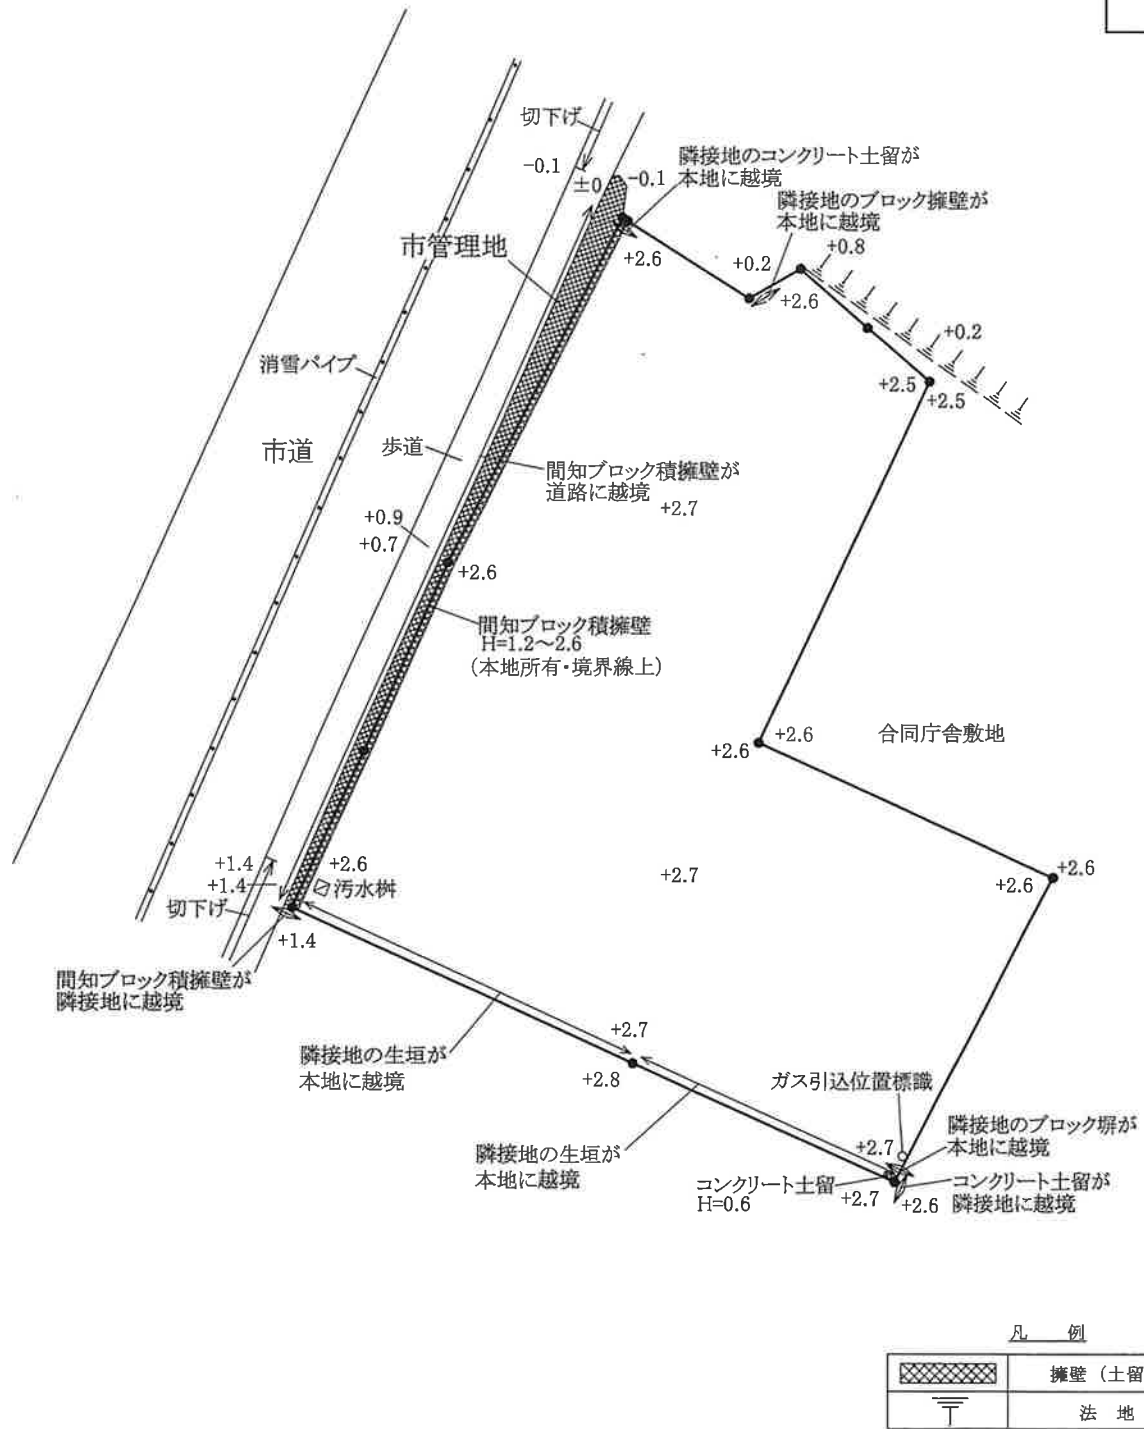 切下げ
-0.1
±0
-0.1
隣接地のコンクリート土留が
本地に越境
隣接地のブロック擁壁が
本地に越境
市管理地
+2.6
+0.2
+0.8
+2.6
+0.2
消雪パイプ
+2.5
+2.5
市道
歩道
間知ブロック積擁壁が
道路に越境
+2.7
+0.9
+0.7
+2.6
間知ブロック積擁壁
H=1.2～2.6
(本地所有・境界線上)
+2.6
+2.6
合同庁舎敷地
+1.4
+1.4
+2.6
汚水桝
+2.7
+2.6
+2.6
切下げ
+1.4
間知ブロック積擁壁が
隣接地に越境
隣接地の生垣が
本地に越境
+2.7
+2.8
ガス引込位置標識
隣接地の生垣が
本地に越境
+2.7
隣接地のブロック塀が
本地に越境
コンクリート土留
H=0.6
+2.7
+2.6
コンクリート土留が
隣接地に越境
凡 例
擁壁（土留
法 地